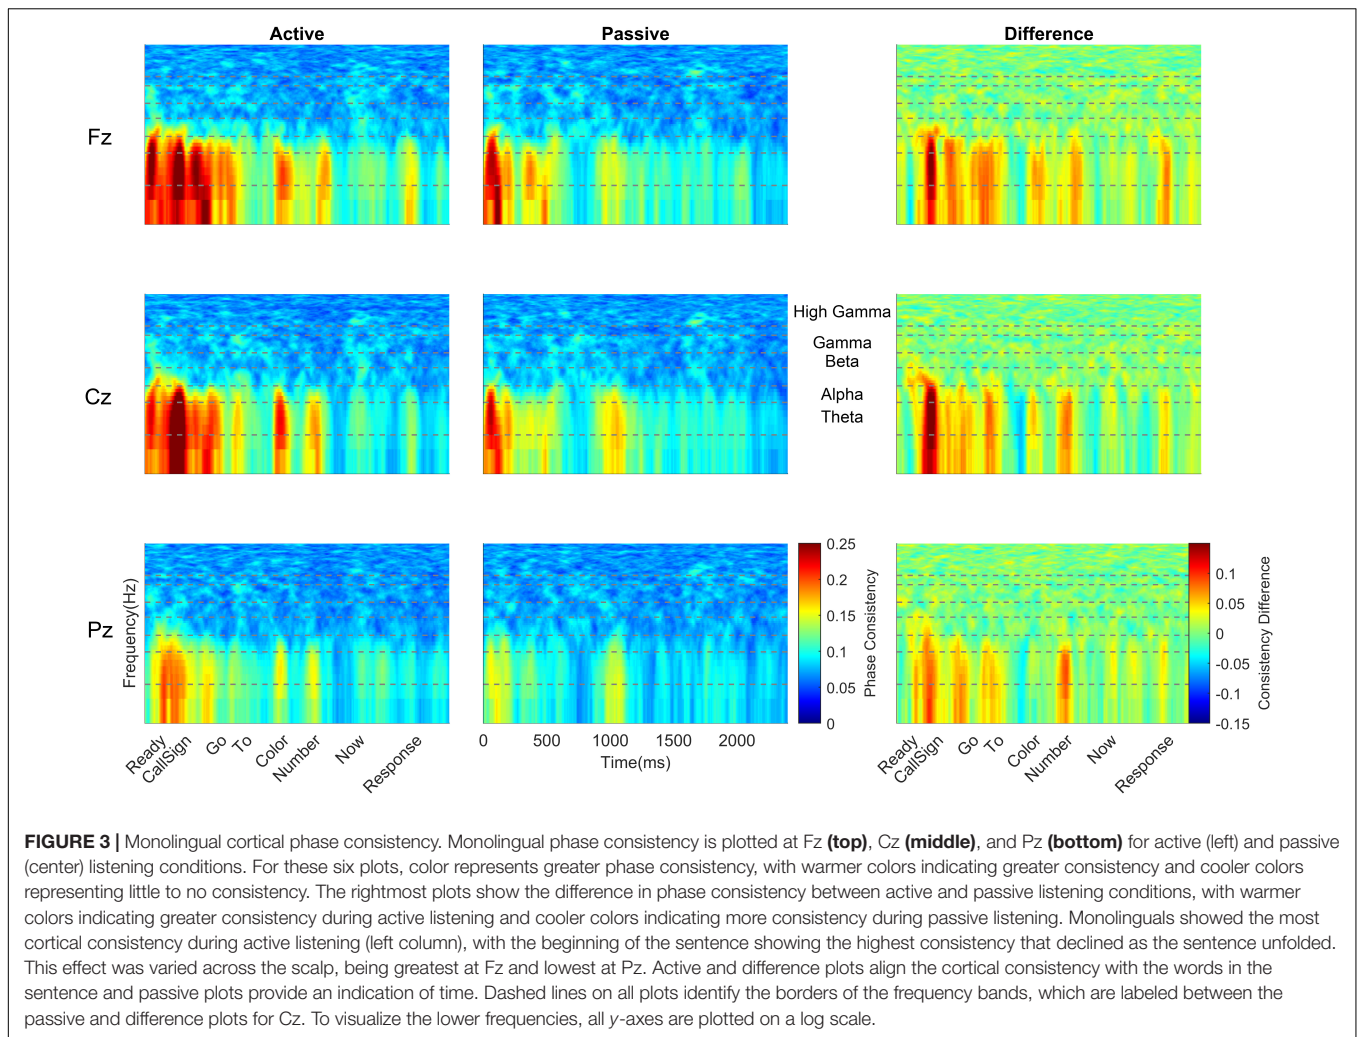 Active Passive Difference
Fz
Cz
High Gamma
Gamma
Beta
Alpha
Theta
Pz
Frequency(Hz)
0.25
0.2
0.15
0.1
0.05
0
Phase Consistency
0.1
0.05
0
-0.05
-0.1
-0.15
Consistency Difference
Ready CallSign Go To Color Number Now Response
0 500 1000 1500 2000
Time(ms)
Ready CallSign Go To Color Number Now Response
FIGURE 3 | Monolingual cortical phase consistency. Monolingual phase consistency is plotted at Fz (top), Cz (middle), and Pz (bottom) for active (left) and passive
(center) listening conditions. For these six plots, color represents greater phase consistency, with warmer colors indicating greater consistency and cooler colors
representing little to no consistency. The rightmost plots show the difference in phase consistency between active and passive listening conditions, with warmer
colors indicating greater consistency during active listening and cooler colors indicating more consistency during passive listening. Monolinguals showed the most
cortical consistency during active listening (left column), with the beginning of the sentence showing the highest consistency that declined as the sentence unfolded.
This effect was varied across the scalp, being greatest at Fz and lowest at Pz. Active and difference plots align the cortical consistency with the words in the
sentence and passive plots provide an indication of time. Dashed lines on all plots identify the borders of the frequency bands, which are labeled between the
passive and difference plots for Cz. To visualize the lower frequencies, all y-axes are plotted on a log scale.